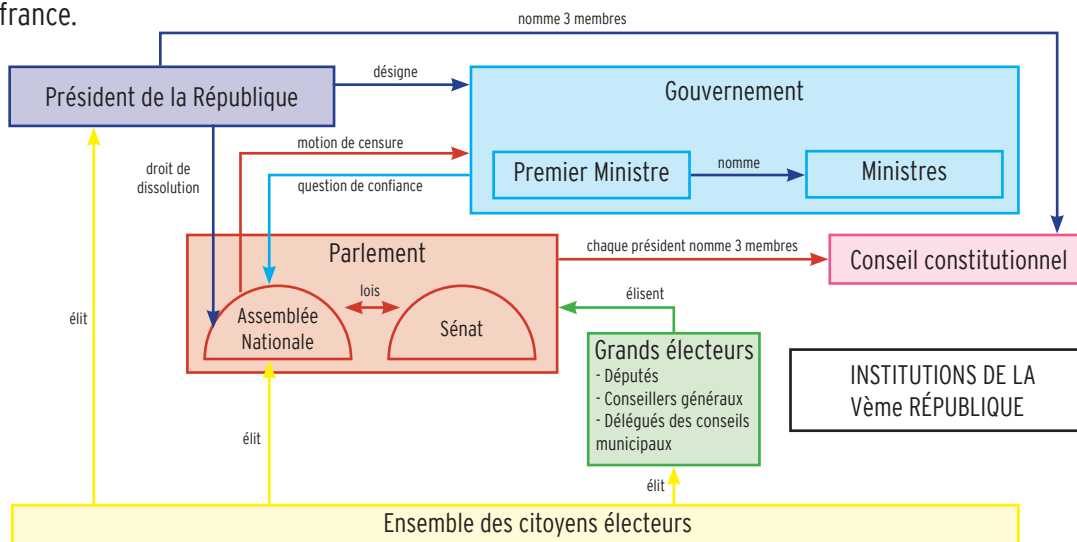 france.
nomme 3 membres
Président de la République
désigne
Gouvernement
motion de censure
droit de
dissolution
question de confiance
Premier Ministre
nomme
Ministres
Parlement
chaque président nomme 3 membres
Conseil constitutionnel
lois
Assemblée
Nationale
Sénat
élit
élisent
Grands électeurs
- Députés
- Conseillers généraux
- Délégués des conseils
municipaux
INSTITUTIONS DE LA
Vème RÉPUBLIQUE
élit
élit
Ensemble des citoyens électeurs